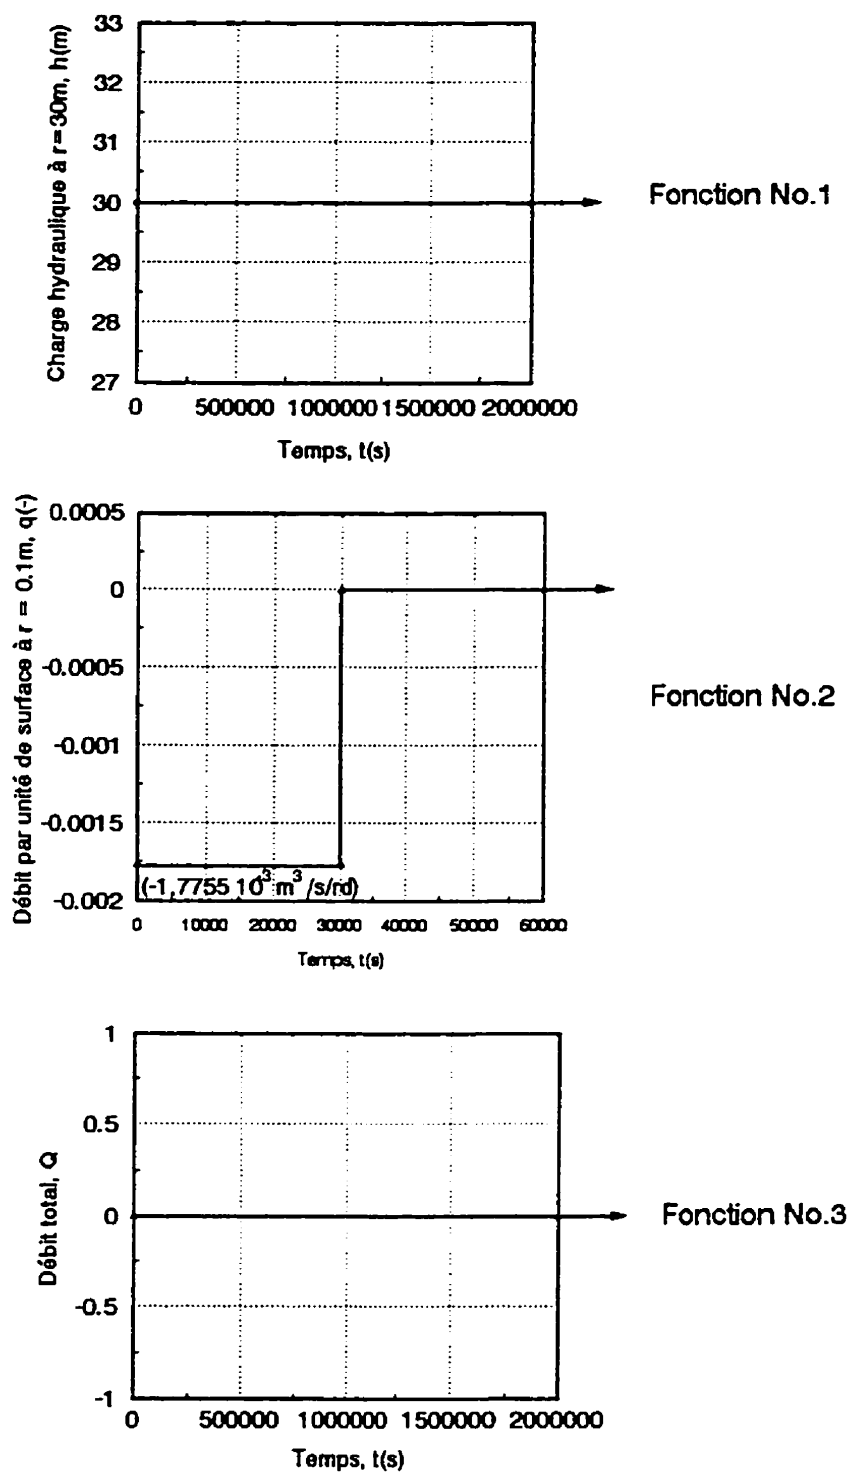 Charge hydraulique à r=30m, h(m)
33
32
31
30
29
28
27
0 500000 1000000 1500000 2000000
Temps, t(s)
Fonction No.1
Débit par unité de surface à r = 0.1m, q(-)
0.0005
0
-0.0005
-0.001
-0.0015
-0.002
(-1,7755 10^-3 m^3 /s/rd)
0 10000 20000 30000 40000 50000 60000
Temps, t(s)
Fonction No.2
Débit total, Q
1
0.5
0
-0.5
-1
0 500000 1000000 1500000 2000000
Temps, t(s)
Fonction No.3